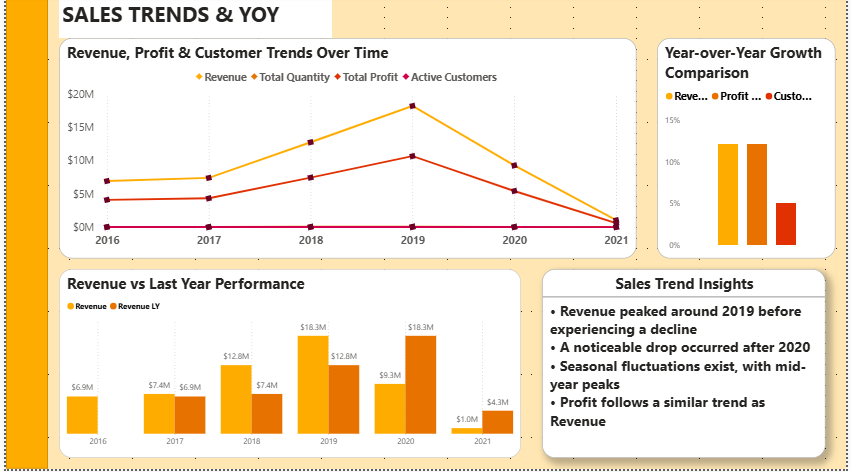 SALES TRENDS & YOY
Revenue, Profit & Customer Trends Over Time
Revenue Total Quantity Total Profit Active Customers
$20M
$15M
$10M
$5M
$0M
2016 2017 2018 2019 2020 2021
Year-over-Year Growth
Comparison
Reve... Profit ... Custo...
15%
10%
5%
0%
Revenue vs Last Year Performance
Revenue Revenue LY
$6.9M
$7.4M $6.9M
$12.8M $7.4M
$18.3M $12.8M
$9.3M $18.3M
$1.0M $4.3M
2016 2017 2018 2019 2020 2021
Sales Trend Insights
• Revenue peaked around 2019 before
experiencing a decline
• A noticeable drop occurred after 2020
• Seasonal fluctuations exist, with mid-
year peaks
• Profit follows a similar trend as
Revenue